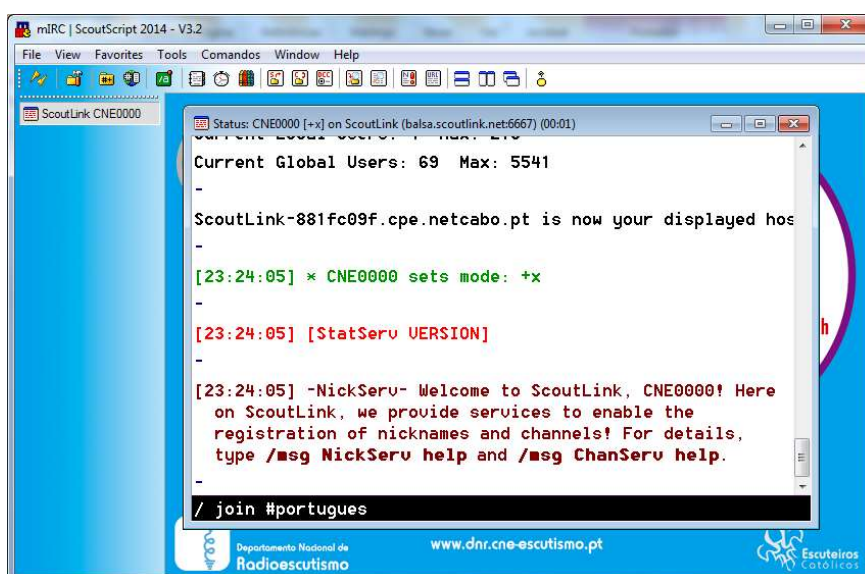 mIRC | ScoutScript 2014 - V3.2
File View Favorites Tools Comandos Window Help
ScoutLink CNE0000
Status: CNE0000 [+x] on ScoutLink (balsa.scoutlink.net:6667) (00:01)
Current Global Users: 69 Max: 5541
-
ScoutLink-881fc09f.cpe.netcabo.pt is now your displayed hos
-
[23:24:05] * CNE0000 sets mode: +x
-
[23:24:05] [StatServ VERSION]
-
[23:24:05] -NickServ- Welcome to ScoutLink, CNE0000! Here
on ScoutLink, we provide services to enable the
registration of nicknames and channels! For details,
type /msg NickServ help and /msg ChanServ help.
-
/ join #portugues
h
Departamento Nacional de
Radioescutismo
www.dnr.cne-escutismo.pt
Escuteiros
Católicos